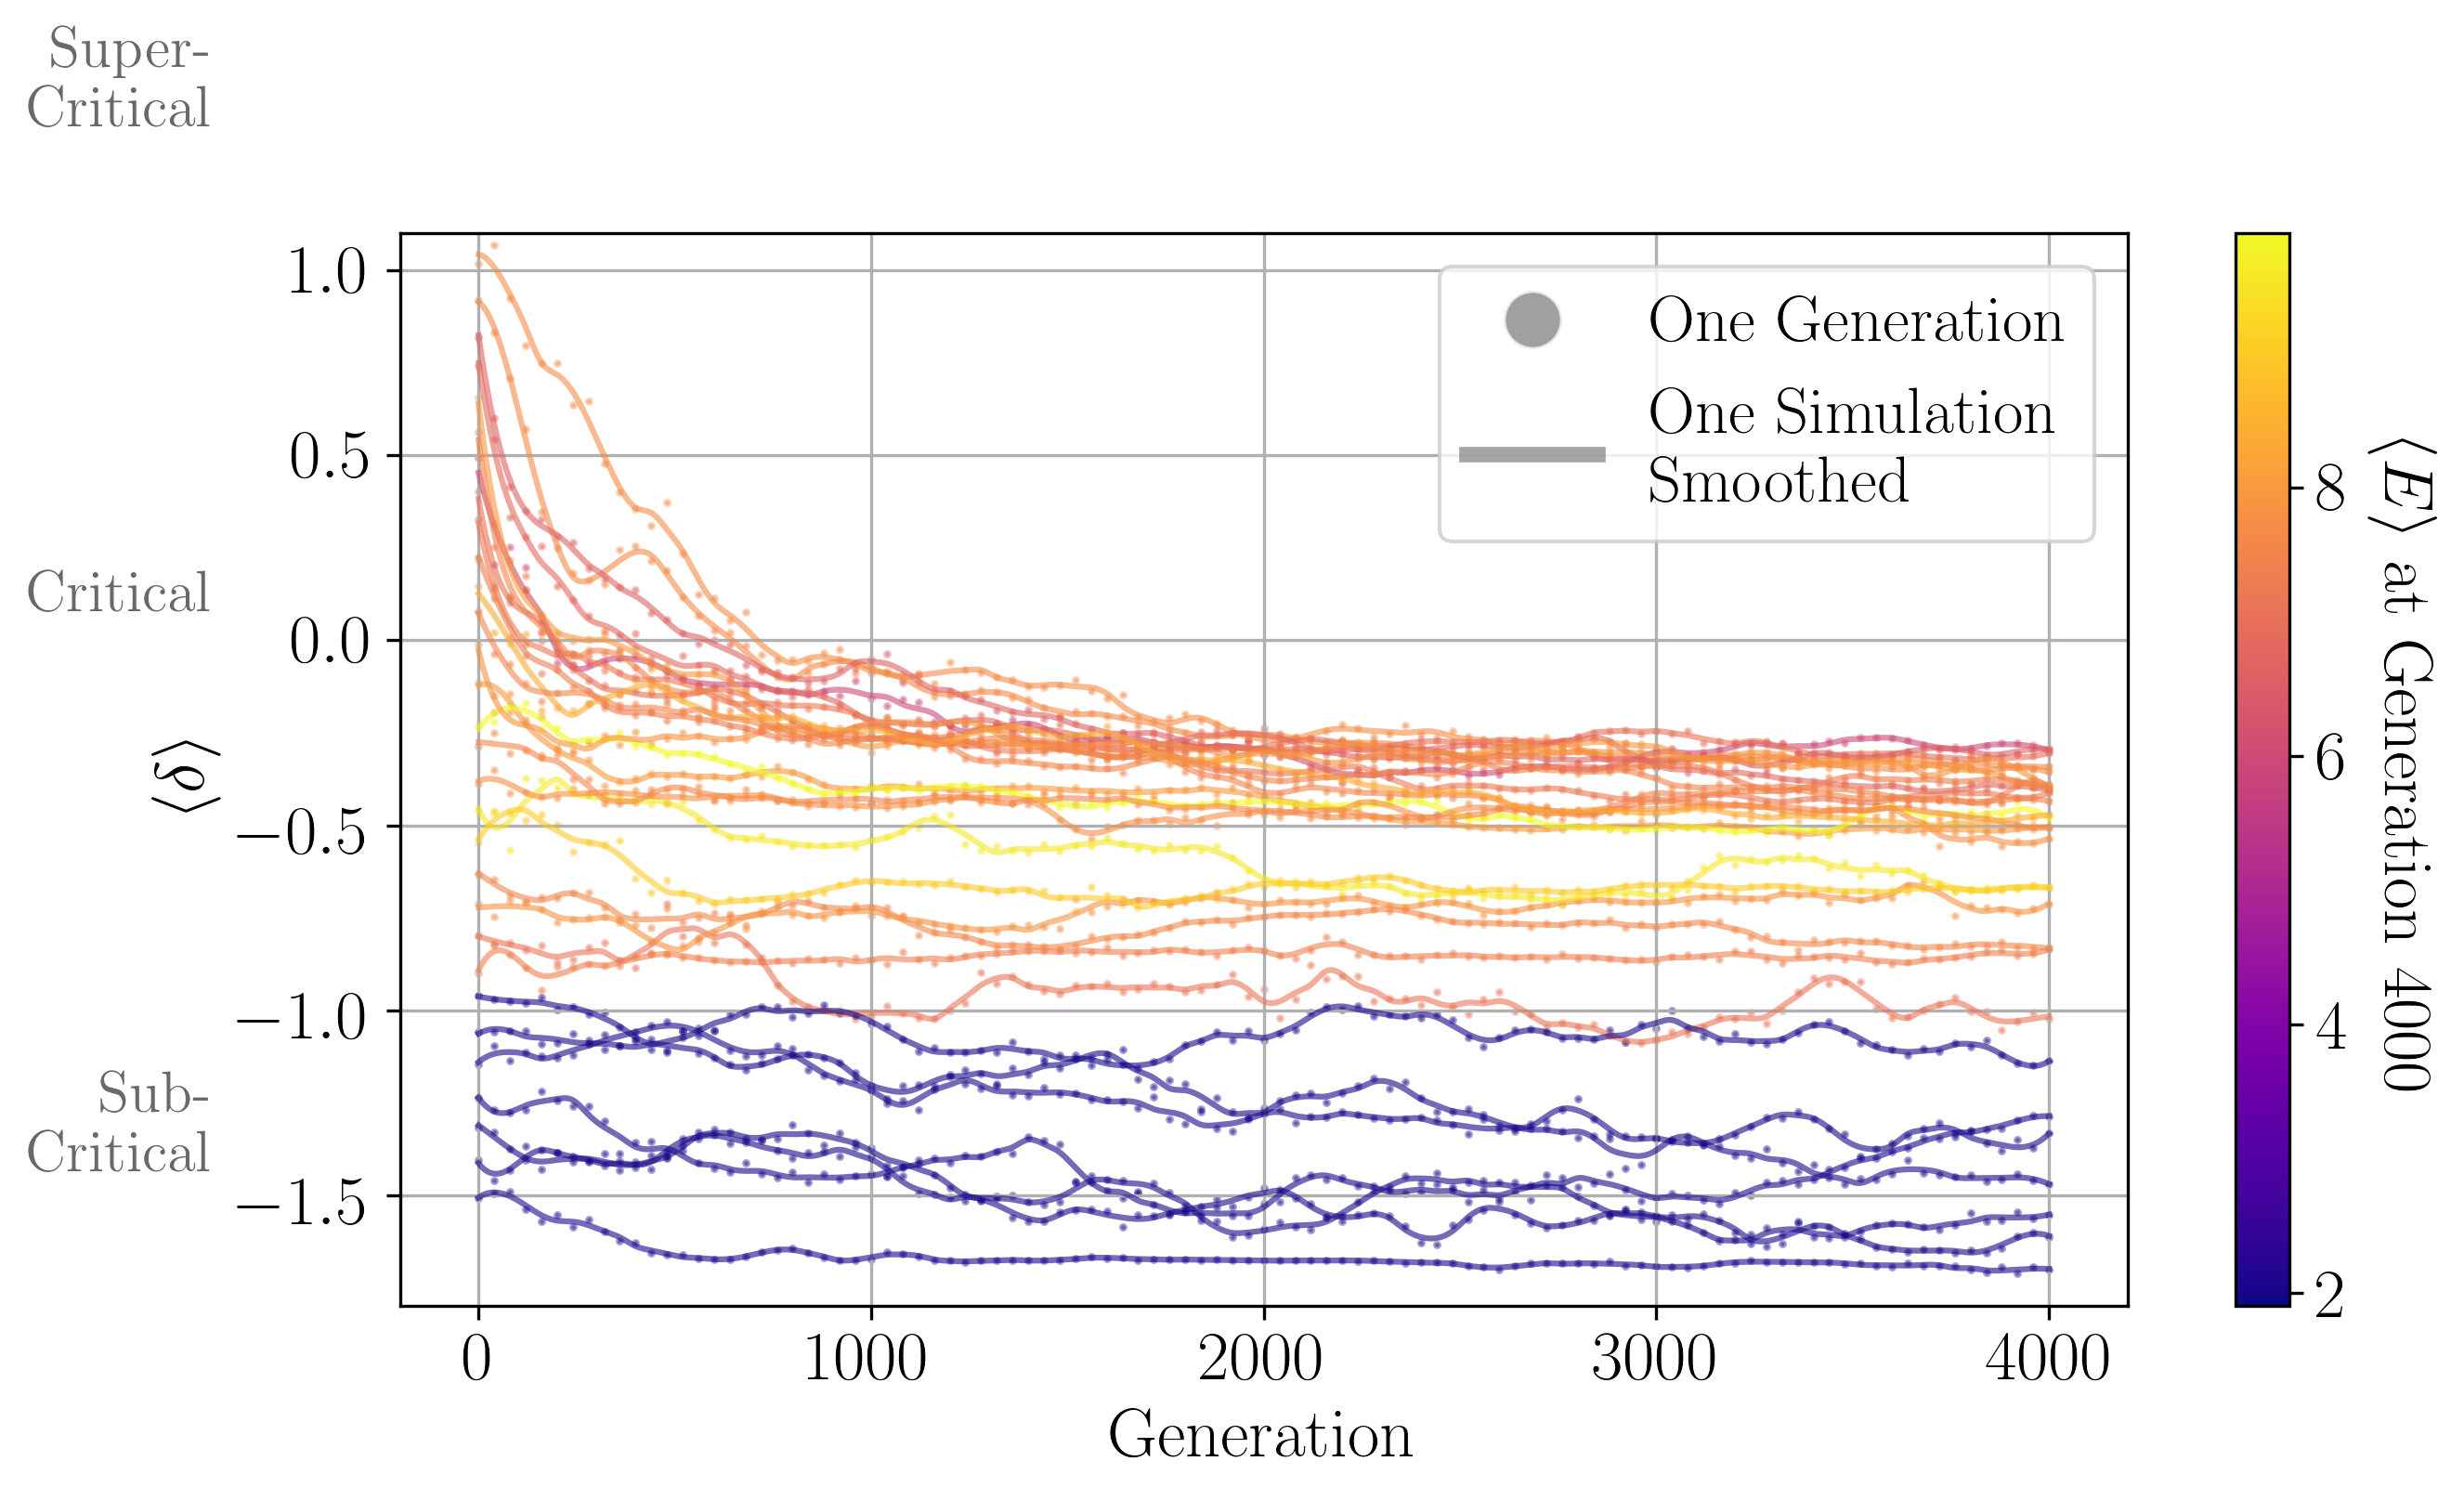 Super-
Critical
1.0
0.5
Critical
0.0
−0.5
−1.0
Sub-
Critical
−1.5
⟨δ⟩
One Generation
One Simulation
Smoothed
0 1000 2000 3000 4000
Generation
8
6
4
2
⟨E⟩ at Generation 4000